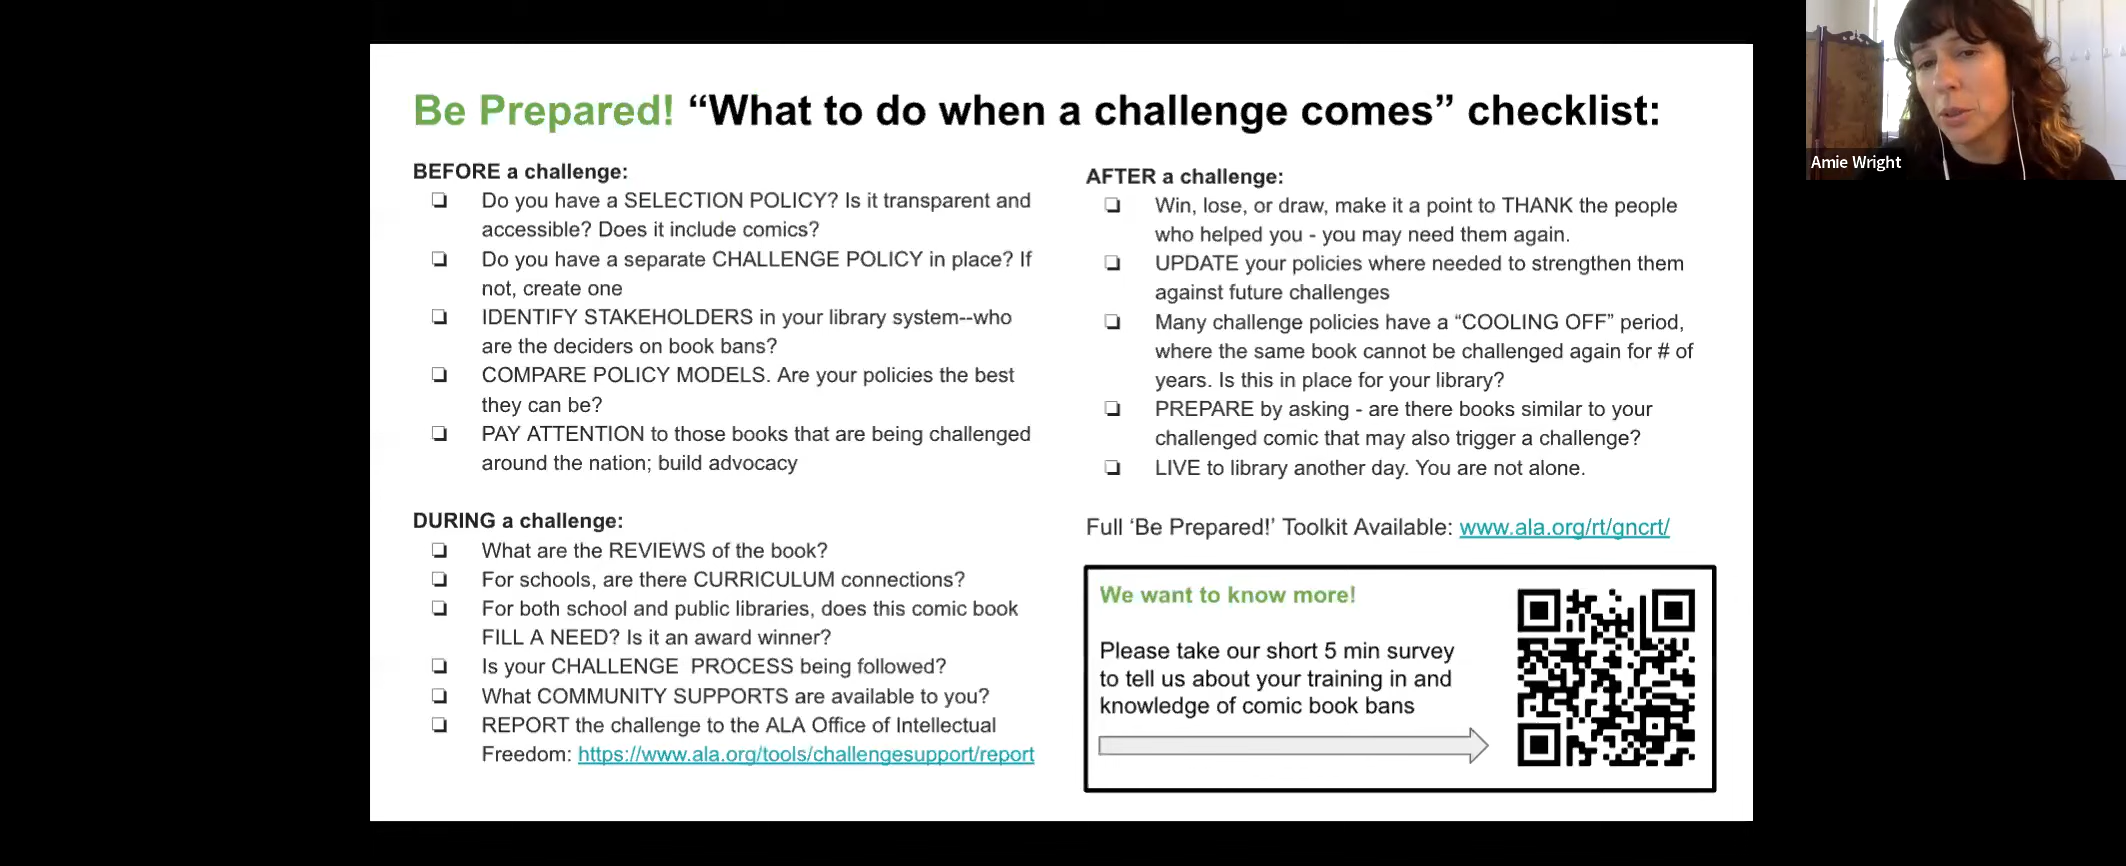 Be Prepared! “What to do when a challenge comes” checklist:
BEFORE a challenge:
Do you have a SELECTION POLICY? Is it transparent and
accessible? Does it include comics?
Do you have a separate CHALLENGE POLICY in place? If
not, create one
IDENTIFY STAKEHOLDERS in your library system--who
are the deciders on book bans?
COMPARE POLICY MODELS. Are your policies the best
they can be?
PAY ATTENTION to those books that are being challenged
around the nation; build advocacy
DURING a challenge:
What are the REVIEWS of the book?
For schools, are there CURRICULUM connections?
For both school and public libraries, does this comic book
FILL A NEED? Is it an award winner?
Is your CHALLENGE  PROCESS being followed?
What COMMUNITY SUPPORTS are available to you?
REPORT the challenge to the ALA Office of Intellectual
Freedom: https://www.ala.org/tools/challengesupport/report
AFTER a challenge:
Win, lose, or draw, make it a point to THANK the people
who helped you - you may need them again.
UPDATE your policies where needed to strengthen them
against future challenges
Many challenge policies have a “COOLING OFF” period,
where the same book cannot be challenged again for # of
years. Is this in place for your library?
PREPARE by asking - are there books similar to your
challenged comic that may also trigger a challenge?
LIVE to library another day. You are not alone.
Full ‘Be Prepared!’ Toolkit Available: www.ala.org/rt/gncrt/
We want to know more!
Please take our short 5 min survey
to tell us about your training in and
knowledge of comic book bans
Amie Wright